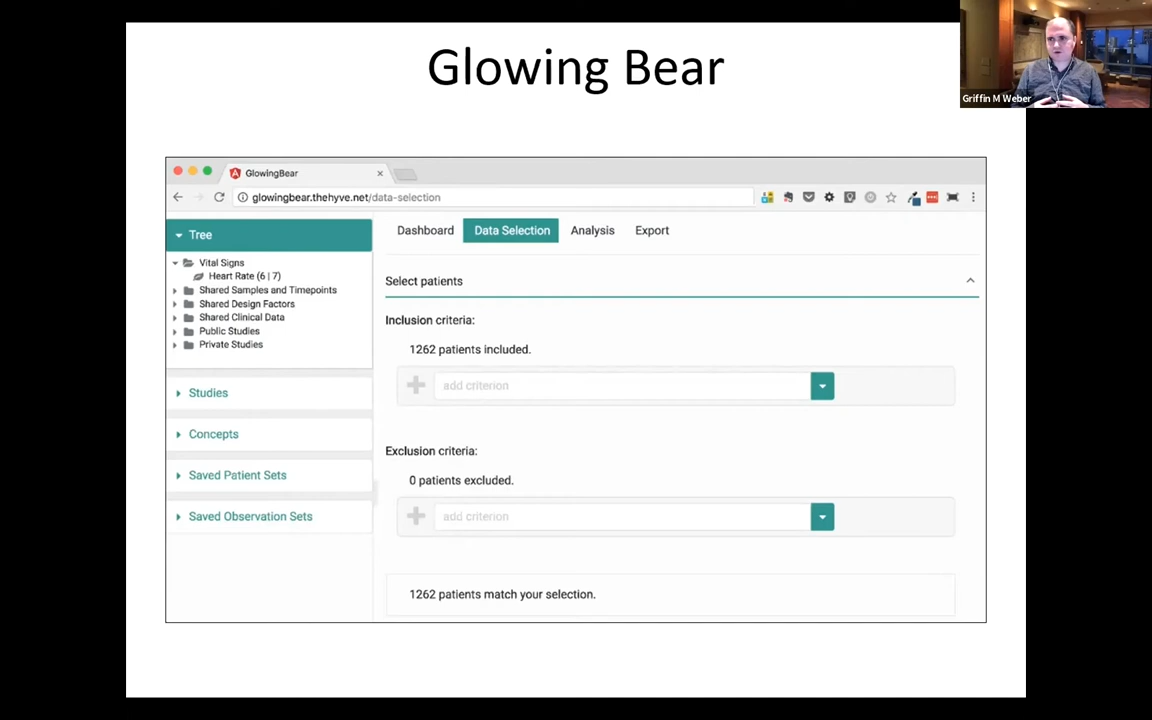 Glowing Bear
Griffin M Weber
GlowingBear
glowingbear.thehyve.net/data-selection
Tree
Vital Signs
Heart Rate (6 | 7)
Shared Samples and Timepoints
Shared Design Factors
Shared Clinical Data
Public Studies
Private Studies
Studies
Concepts
Saved Patient Sets
Saved Observation Sets
Dashboard Data Selection Analysis Export
Select patients
Inclusion criteria:
1262 patients included.
add criterion
Exclusion criteria:
0 patients excluded.
add criterion
1262 patients match your selection.